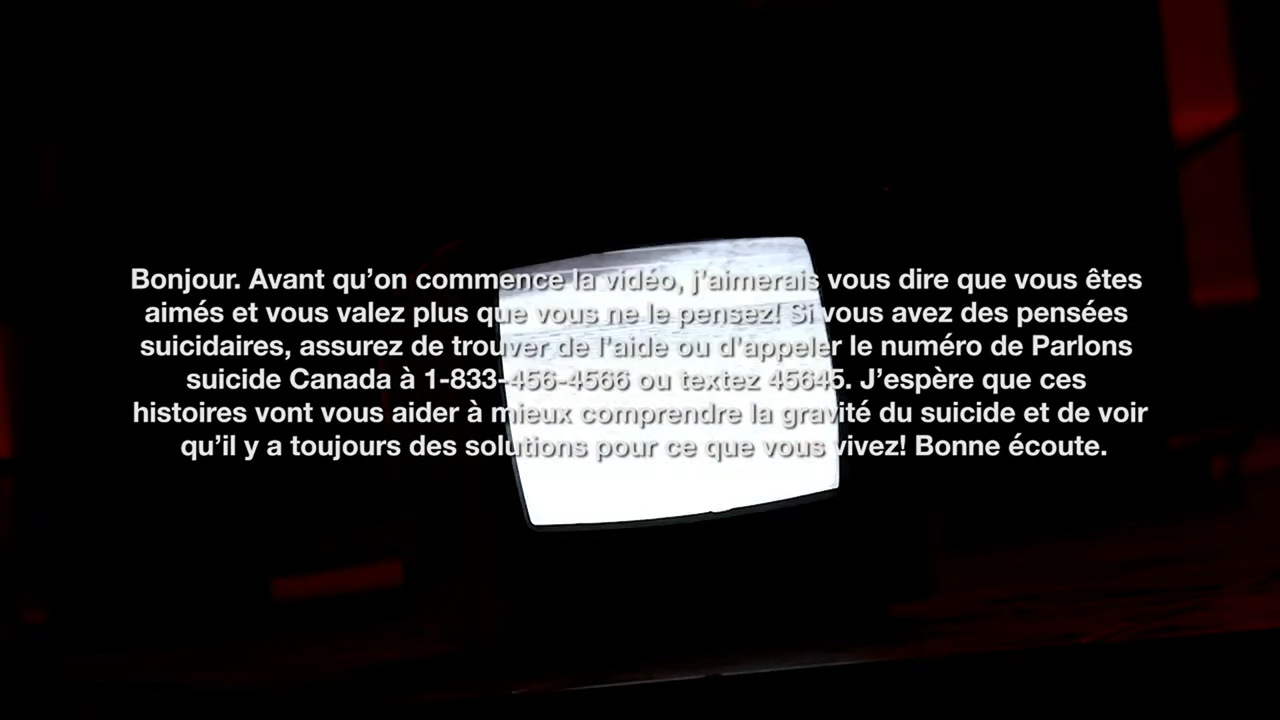 Bonjour. Avant qu’on commence la vidéo, j’aimerais vous dire que vous êtes
aimés et vous valez plus que vous ne le pensez! Si vous avez des pensées
suicidaires, assurez de trouver de l’aide ou d’appeler le numéro de Parlons
suicide Canada à 1-833-456-4566 ou textez 45645. J’espère que ces
histoires vont vous aider à mieux comprendre la gravité du suicide et de voir
qu’il y a toujours des solutions pour ce que vous vivez! Bonne écoute.